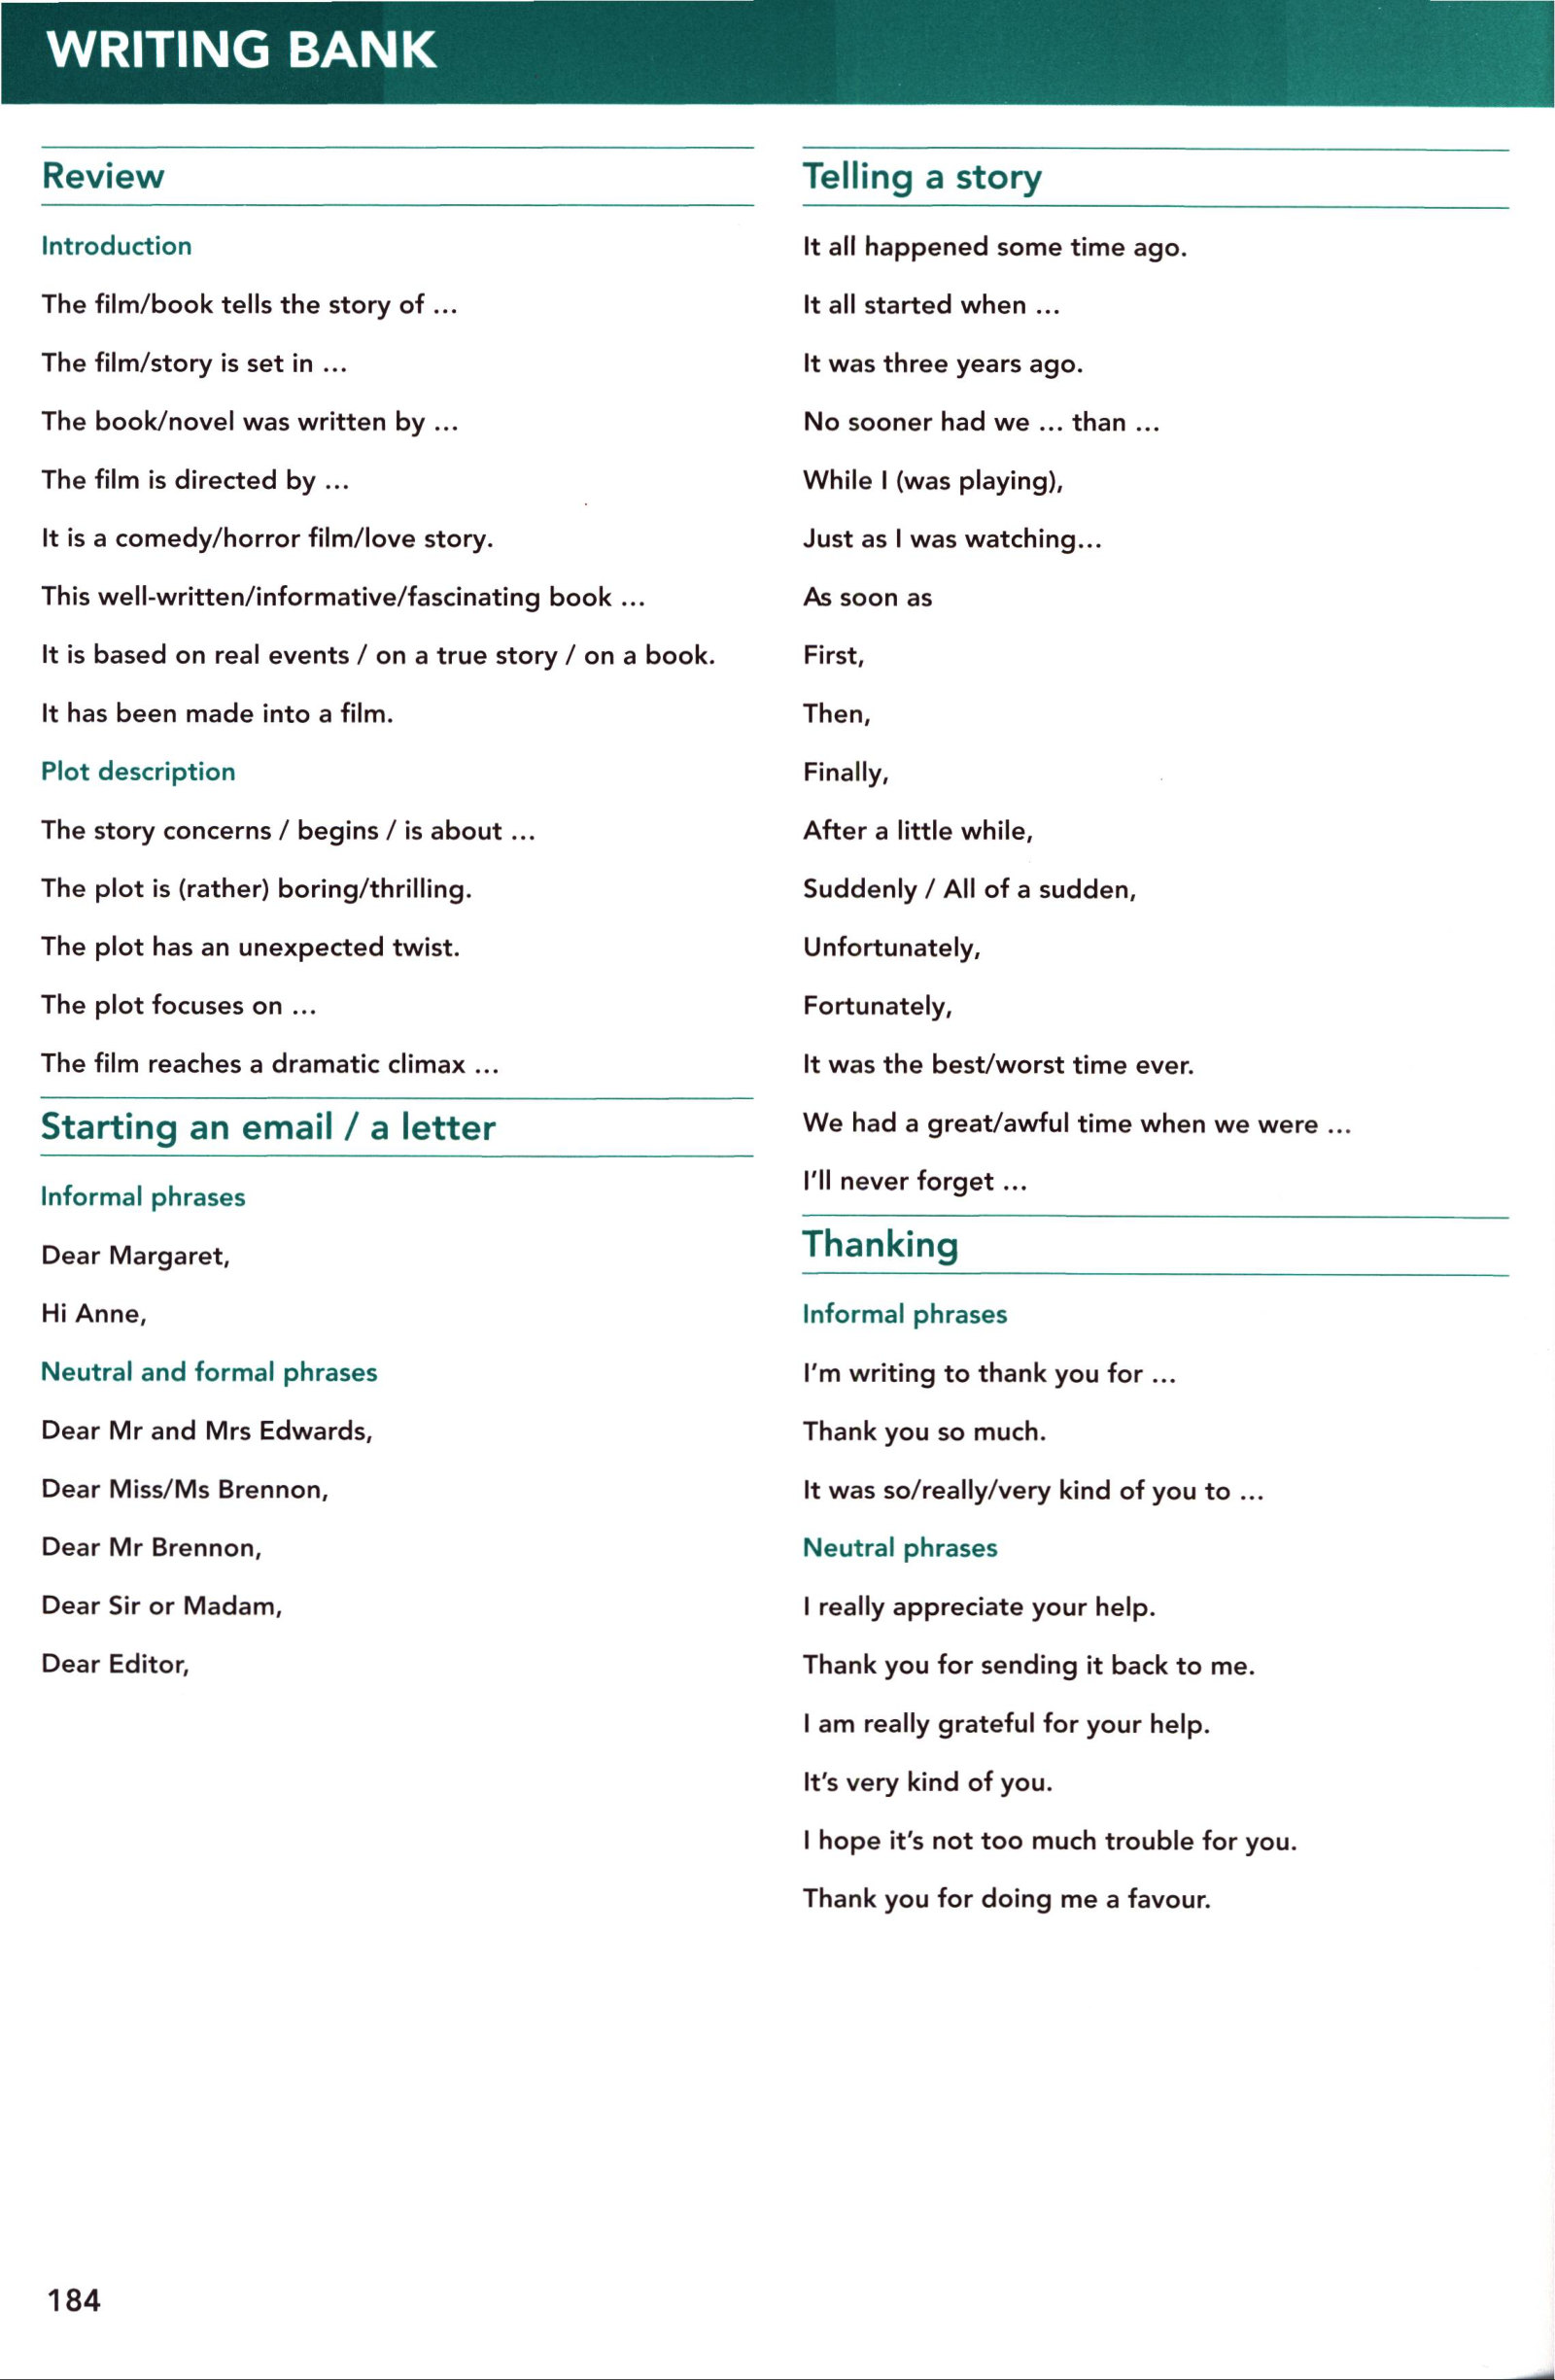 WRITING BANK
Review
Introduction
The film/book tells the story of ...
The film/story is set in ...
The book/novel was written by ...
The film is directed by ...
It is a comedy/horror film/love story.
This well-written/informative/fascinating book ...
It is based on real events / on a true story / on a book.
It has been made into a film.
Plot description
The story concerns / begins / is about ...
The plot is (rather) boring/thrilling.
The plot has an unexpected twist.
The plot focuses on ...
The film reaches a dramatic climax ...
Starting an email / a letter
Informal phrases
Dear Margaret,
Hi Anne,
Neutral and formal phrases
Dear Mr and Mrs Edwards,
Dear Miss/Ms Brennon,
Dear Mr Brennon,
Dear Sir or Madam,
Dear Editor,
Telling a story
It all happened some time ago.
It all started when ...
It was three years ago.
No sooner had we ... than ...
While I (was playing),
Just as I was watching...
As soon as
First,
Then,
Finally,
After a little while,
Suddenly / All of a sudden,
Unfortunately,
Fortunately,
It was the best/worst time ever.
We had a great/awful time when we were ...
I'll never forget ...
Thanking
Informal phrases
I'm writing to thank you for ...
Thank you so much.
It was so/really/very kind of you to ...
Neutral phrases
I really appreciate your help.
Thank you for sending it back to me.
I am really grateful for your help.
It's very kind of you.
I hope it's not too much trouble for you.
Thank you for doing me a favour.
184